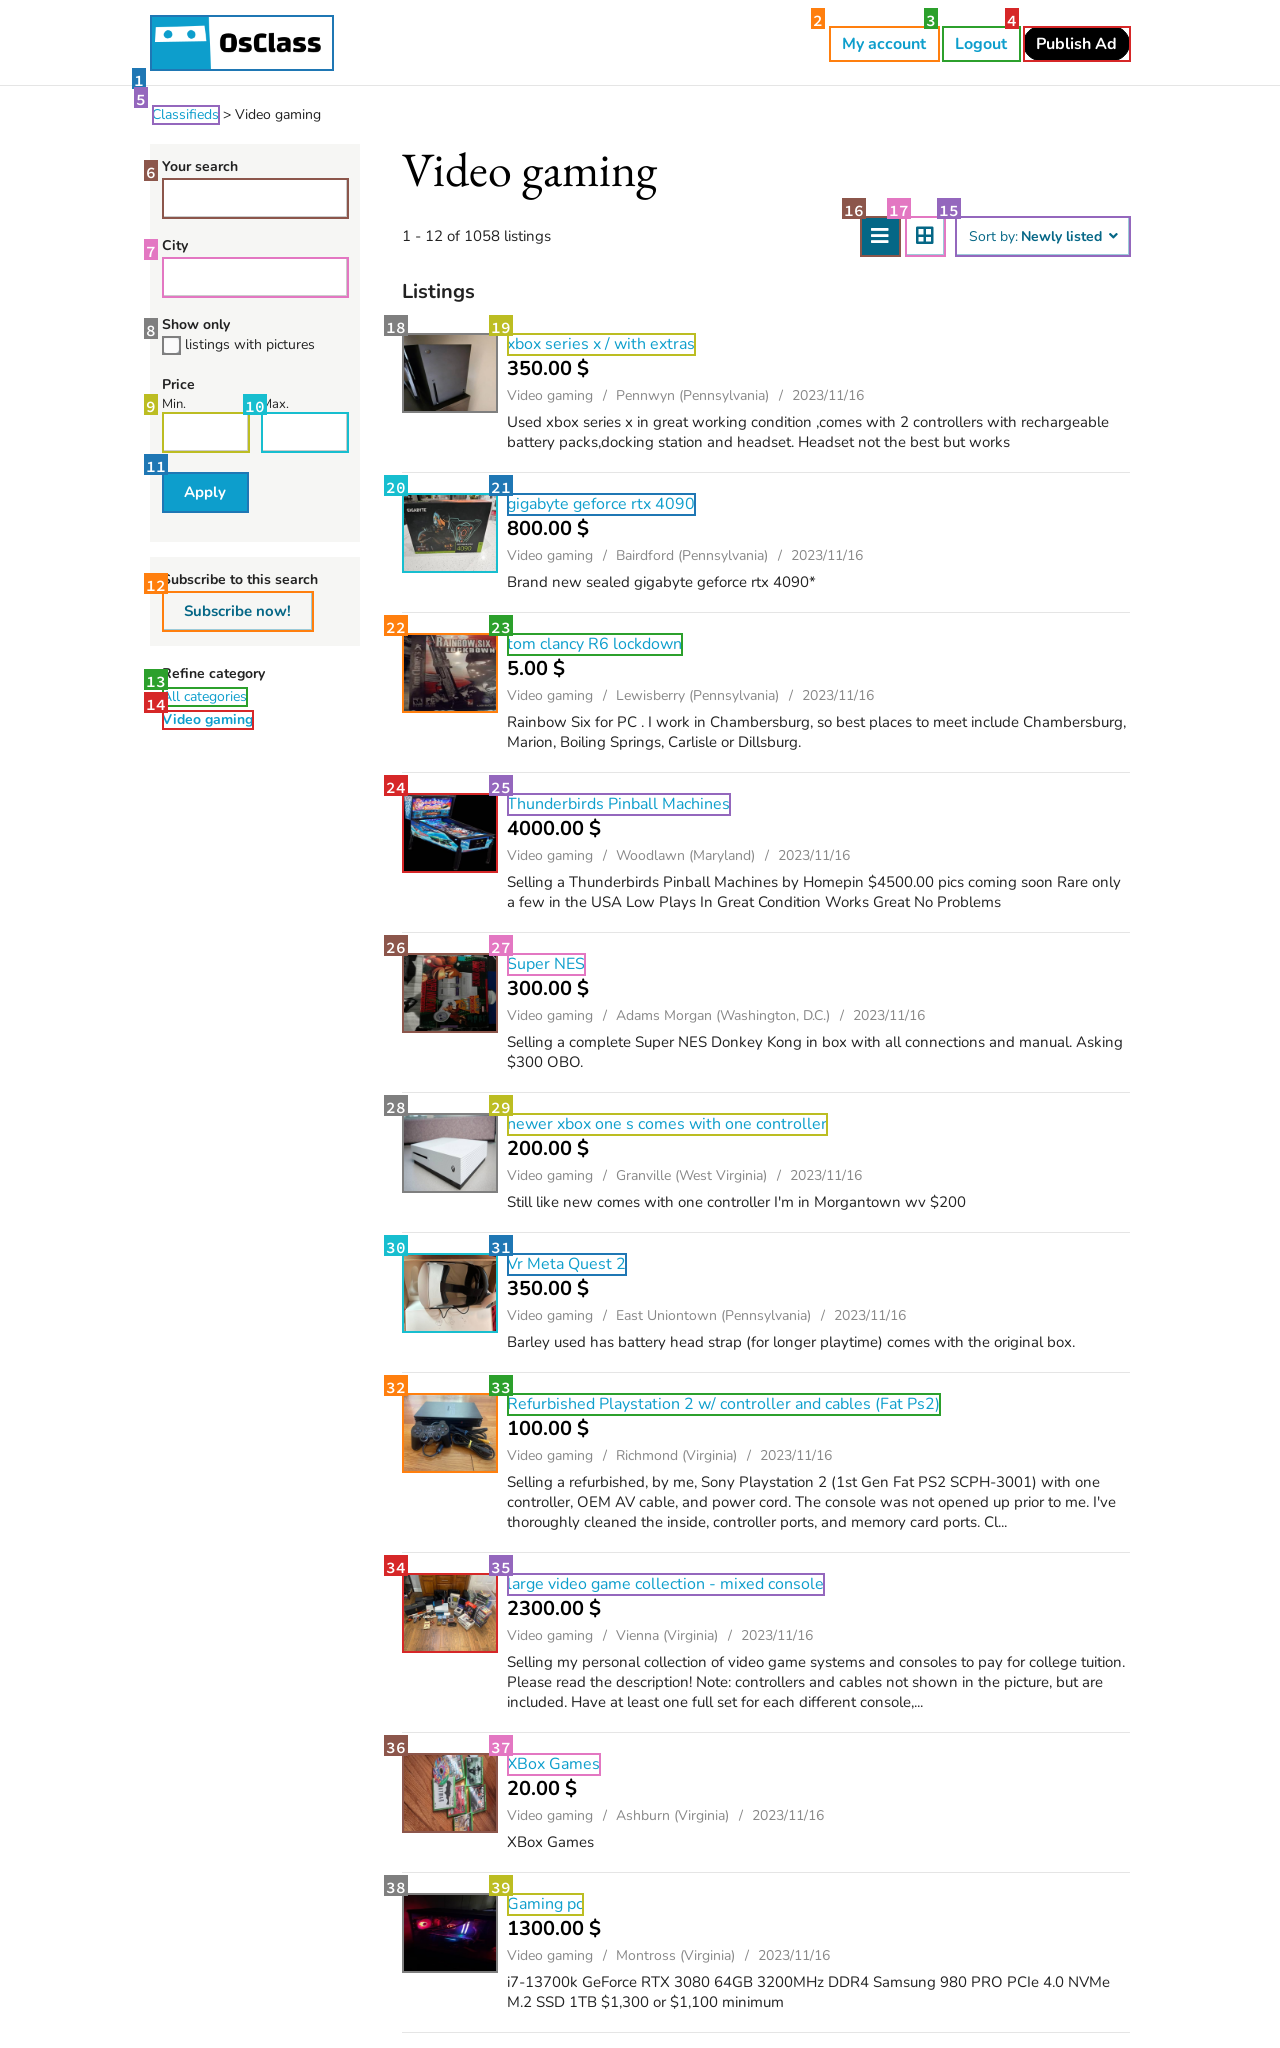 OsClass
2
My account
3
Logout
4
Publish Ad
1
5
Classifieds > Video gaming
6
Your search
7
City
8
Show only
listings with pictures
Price
9
Min.
10
Max.
11
Apply
12
Subscribe to this search
Subscribe now!
Refine category
13
All categories
14
Video gaming
Video gaming
1 - 12 of 1058 listings
16
17
15
Sort by: Newly listed
Listings
18
19
xbox series x / with extras
350.00 $
Video gaming / Pennwyn (Pennsylvania) / 2023/11/16
Used xbox series x in great working condition ,comes with 2 controllers with rechargeable
battery packs,docking station and headset. Headset not the best but works
20
21
gigabyte geforce rtx 4090
800.00 $
Video gaming / Bairdford (Pennsylvania) / 2023/11/16
Brand new sealed gigabyte geforce rtx 4090*
22
RAINBOW SIX
LOCKDOWN
23
tom clancy R6 lockdown
5.00 $
Video gaming / Lewisberry (Pennsylvania) / 2023/11/16
Rainbow Six for PC . I work in Chambersburg, so best places to meet include Chambersburg,
Marion, Boiling Springs, Carlisle or Dillsburg.
24
25
Thunderbirds Pinball Machines
4000.00 $
Video gaming / Woodlawn (Maryland) / 2023/11/16
Selling a Thunderbirds Pinball Machines by Homepin $4500.00 pics coming soon Rare only
a few in the USA Low Plays In Great Condition Works Great No Problems
26
27
Super NES
300.00 $
Video gaming / Adams Morgan (Washington, D.C.) / 2023/11/16
Selling a complete Super NES Donkey Kong in box with all connections and manual. Asking
$300 OBO.
28
29
newer xbox one s comes with one controller
200.00 $
Video gaming / Granville (West Virginia) / 2023/11/16
Still like new comes with one controller I'm in Morgantown wv $200
30
31
Vr Meta Quest 2
350.00 $
Video gaming / East Uniontown (Pennsylvania) / 2023/11/16
Barley used has battery head strap (for longer playtime) comes with the original box.
32
33
Refurbished Playstation 2 w/ controller and cables (Fat Ps2)
100.00 $
Video gaming / Richmond (Virginia) / 2023/11/16
Selling a refurbished, by me, Sony Playstation 2 (1st Gen Fat PS2 SCPH-3001) with one
controller, OEM AV cable, and power cord. The console was not opened up prior to me. I've
thoroughly cleaned the inside, controller ports, and memory card ports. Cl...
34
35
large video game collection - mixed console
2300.00 $
Video gaming / Vienna (Virginia) / 2023/11/16
Selling my personal collection of video game systems and consoles to pay for college tuition.
Please read the description! Note: controllers and cables not shown in the picture, but are
included. Have at least one full set for each different console,...
36
37
XBox Games
20.00 $
Video gaming / Ashburn (Virginia) / 2023/11/16
XBox Games
38
39
Gaming pc
1300.00 $
Video gaming / Montross (Virginia) / 2023/11/16
i7-13700k GeForce RTX 3080 64GB 3200MHz DDR4 Samsung 980 PRO PCIe 4.0 NVMe
M.2 SSD 1TB $1,300 or $1,100 minimum